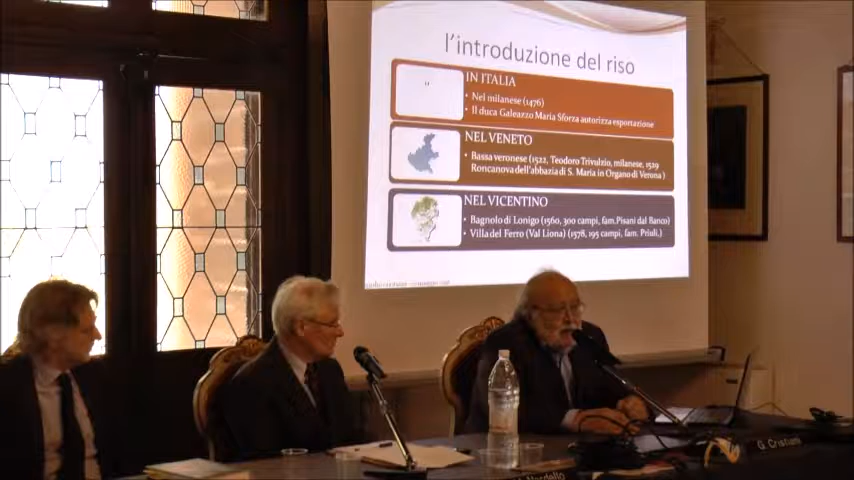 l'introduzione del riso
IN ITALIA
• Nel milanese (1476)
• Il duca Galeazzo Maria Sforza autorizza esportazione
NEL VENETO
• Bassa veronese (1522, Teodoro Trivulzio, milanese, 1529
Roncanova dell'abbazia di S. Maria in Organo di Verona)
NEL VICENTINO
• Bagnolo di Lonigo (1560, 300 campi, fam. Pisani dal Banco)
• Villa del Ferro (Val Liona) (1578, 195 campi, fam. Priuli,)
G. Cristiani